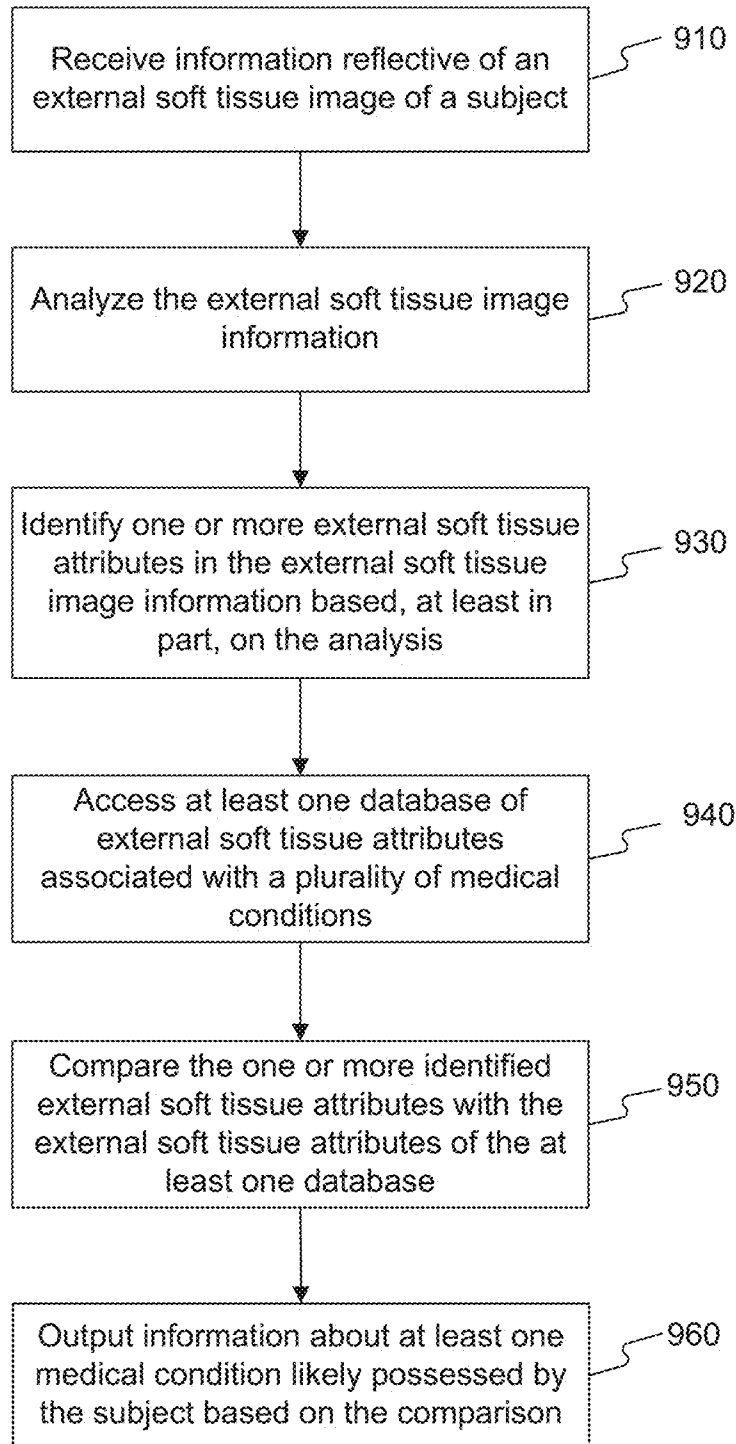 Receive information reflective of an
external soft tissue image of a subject
910
Analyze the external soft tissue image
information
920
Identify one or more external soft tissue
attributes in the external soft tissue
image information based, at least in
part, on the analysis
930
Access at least one database of
external soft tissue attributes
associated with a plurality of medical
conditions
940
Compare the one or more identified
external soft tissue attributes with the
external soft tissue attributes of the at
least one database
950
Output information about at least one
medical condition likely possessed by
the subject based on the comparison
960